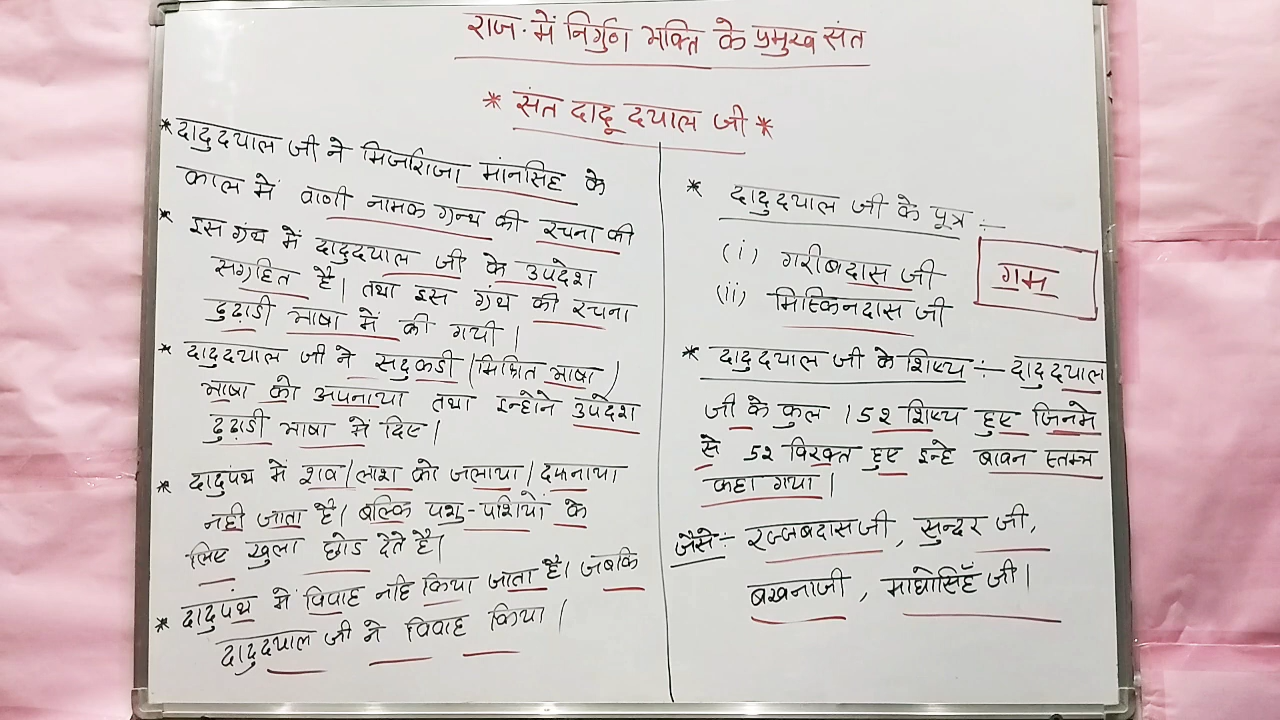 राज. में निर्गुण भक्ति के प्रमुख संत
* संत दादू दयाल जी *
* दादुदयाल जी ने मिर्जाराजा मांनसिह के
काल में वाणी नामक ग्रन्थ की रचना की
* इस ग्रंथ में दादुदयाल जी के उपदेश
सग्रहित है। तथा इस ग्रंथ की रचना
ढुढ़ाडी भाषा में की गयी।
* दादुदयाल जी ने सदुकडी (मिश्रित भाषा)
भाषा को अपनाया तथा इन्होने उपदेश
ढुढ़ाडी भाषा में दिए।
* दादुपंथ में शव/लाश को जलाया/दफनाया
नही जाता है। बल्कि पशु-पशियों के
लिए खुला छोड देते है।
* दादुपंथ में विवाह नहि किया जाता है। जबकि
दादुदयाल जी ने विवाह किया।
* दादुदयाल जी के पुत्र :-
(i) गरीबदास जी
(ii) मिस्किनदास जी
गम
* दादुदयाल जी के शिष्य :- दादुदयाल
जी के कुल 152 शिष्य हुए जिनमे
से 52 विरक्त हुए इन्हे बावन स्तम्भ
कहा गया।
जैसे :- रज्जबदास जी, सुन्दर जी,
बखनाजी, माधोसिहँ जी।